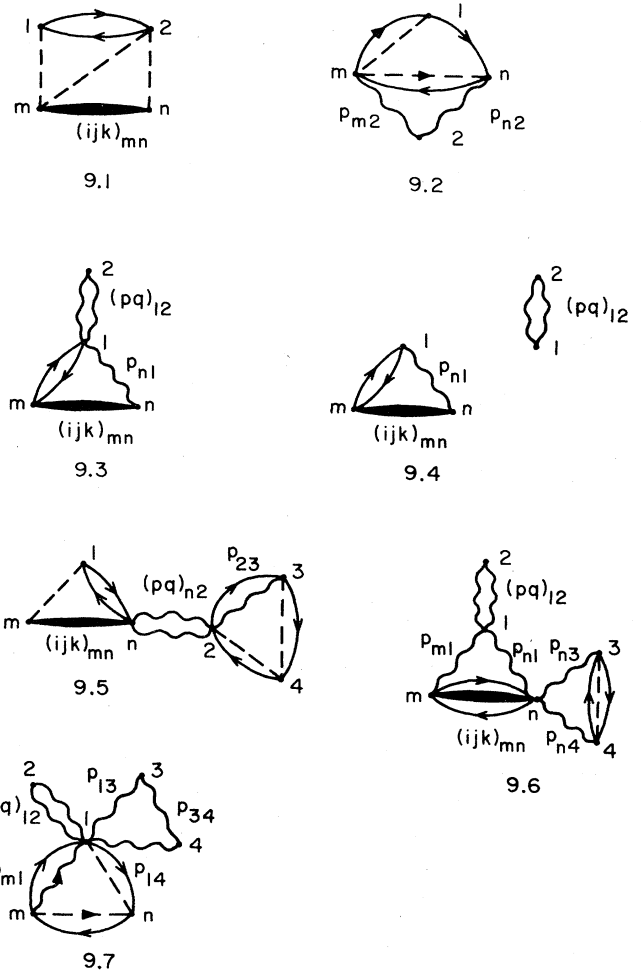 1 2
m n
(ijk)mn
9.1
1
m n
pm2 pn2
2
9.2
2
(pq)12
1
pn1
m n
(ijk)mn
9.3
2
(pq)12
1
1
pn1
m n
(ijk)mn
9.4
1
p23 3
(pq)n2
m n
(ijk)mn
2
4
9.5
2
(pq)12
1
pm1 pn1
pn3 3
m n
(ijk)mn
pn4 4
9.6
2 p13 3
q)12 1 p34
4
m1 p14
m n
9.7